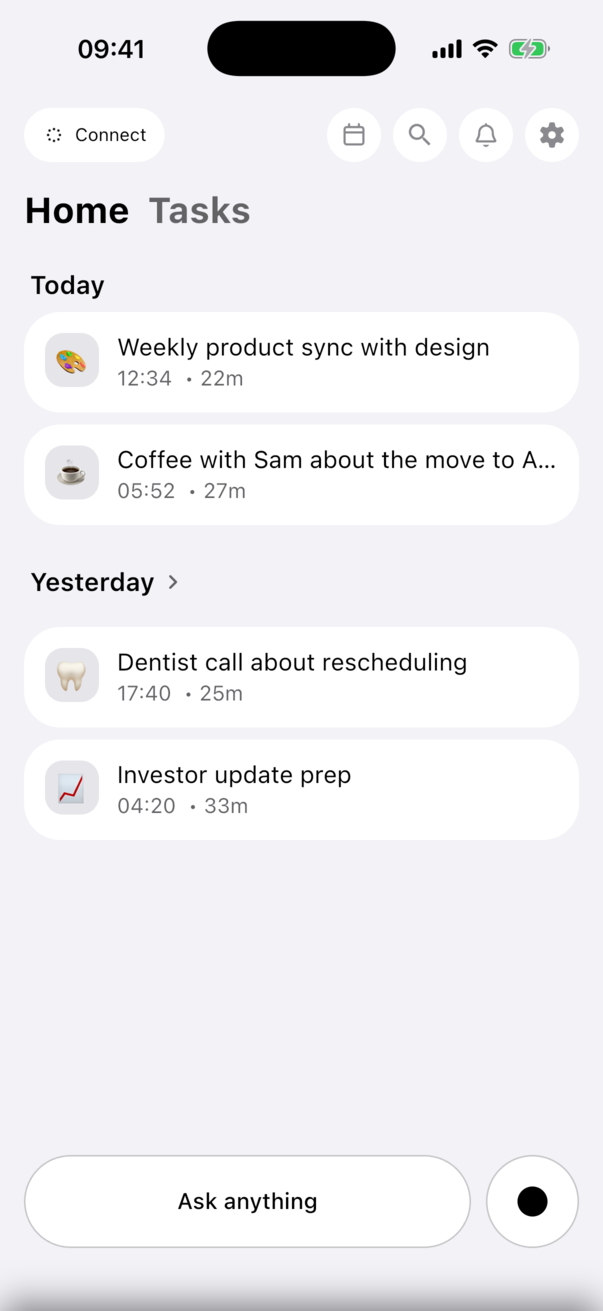 09:41
Connect
Home Tasks
Today
Weekly product sync with design
12:34 • 22m
Coffee with Sam about the move to A...
05:52 • 27m
Yesterday
Dentist call about rescheduling
17:40 • 25m
Investor update prep
04:20 • 33m
Ask anything